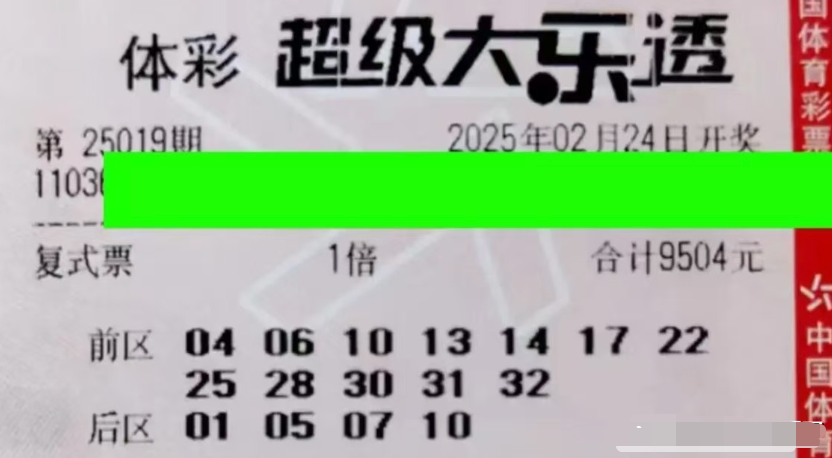 体彩 超级大乐透
第 25019期 2025年02月24日开奖
1103
复式票 1倍 合计9504元
前区 04 06 10 13 14 17 22
25 28 30 31 32
后区 01 05 07 10
国体育彩票
中国体育